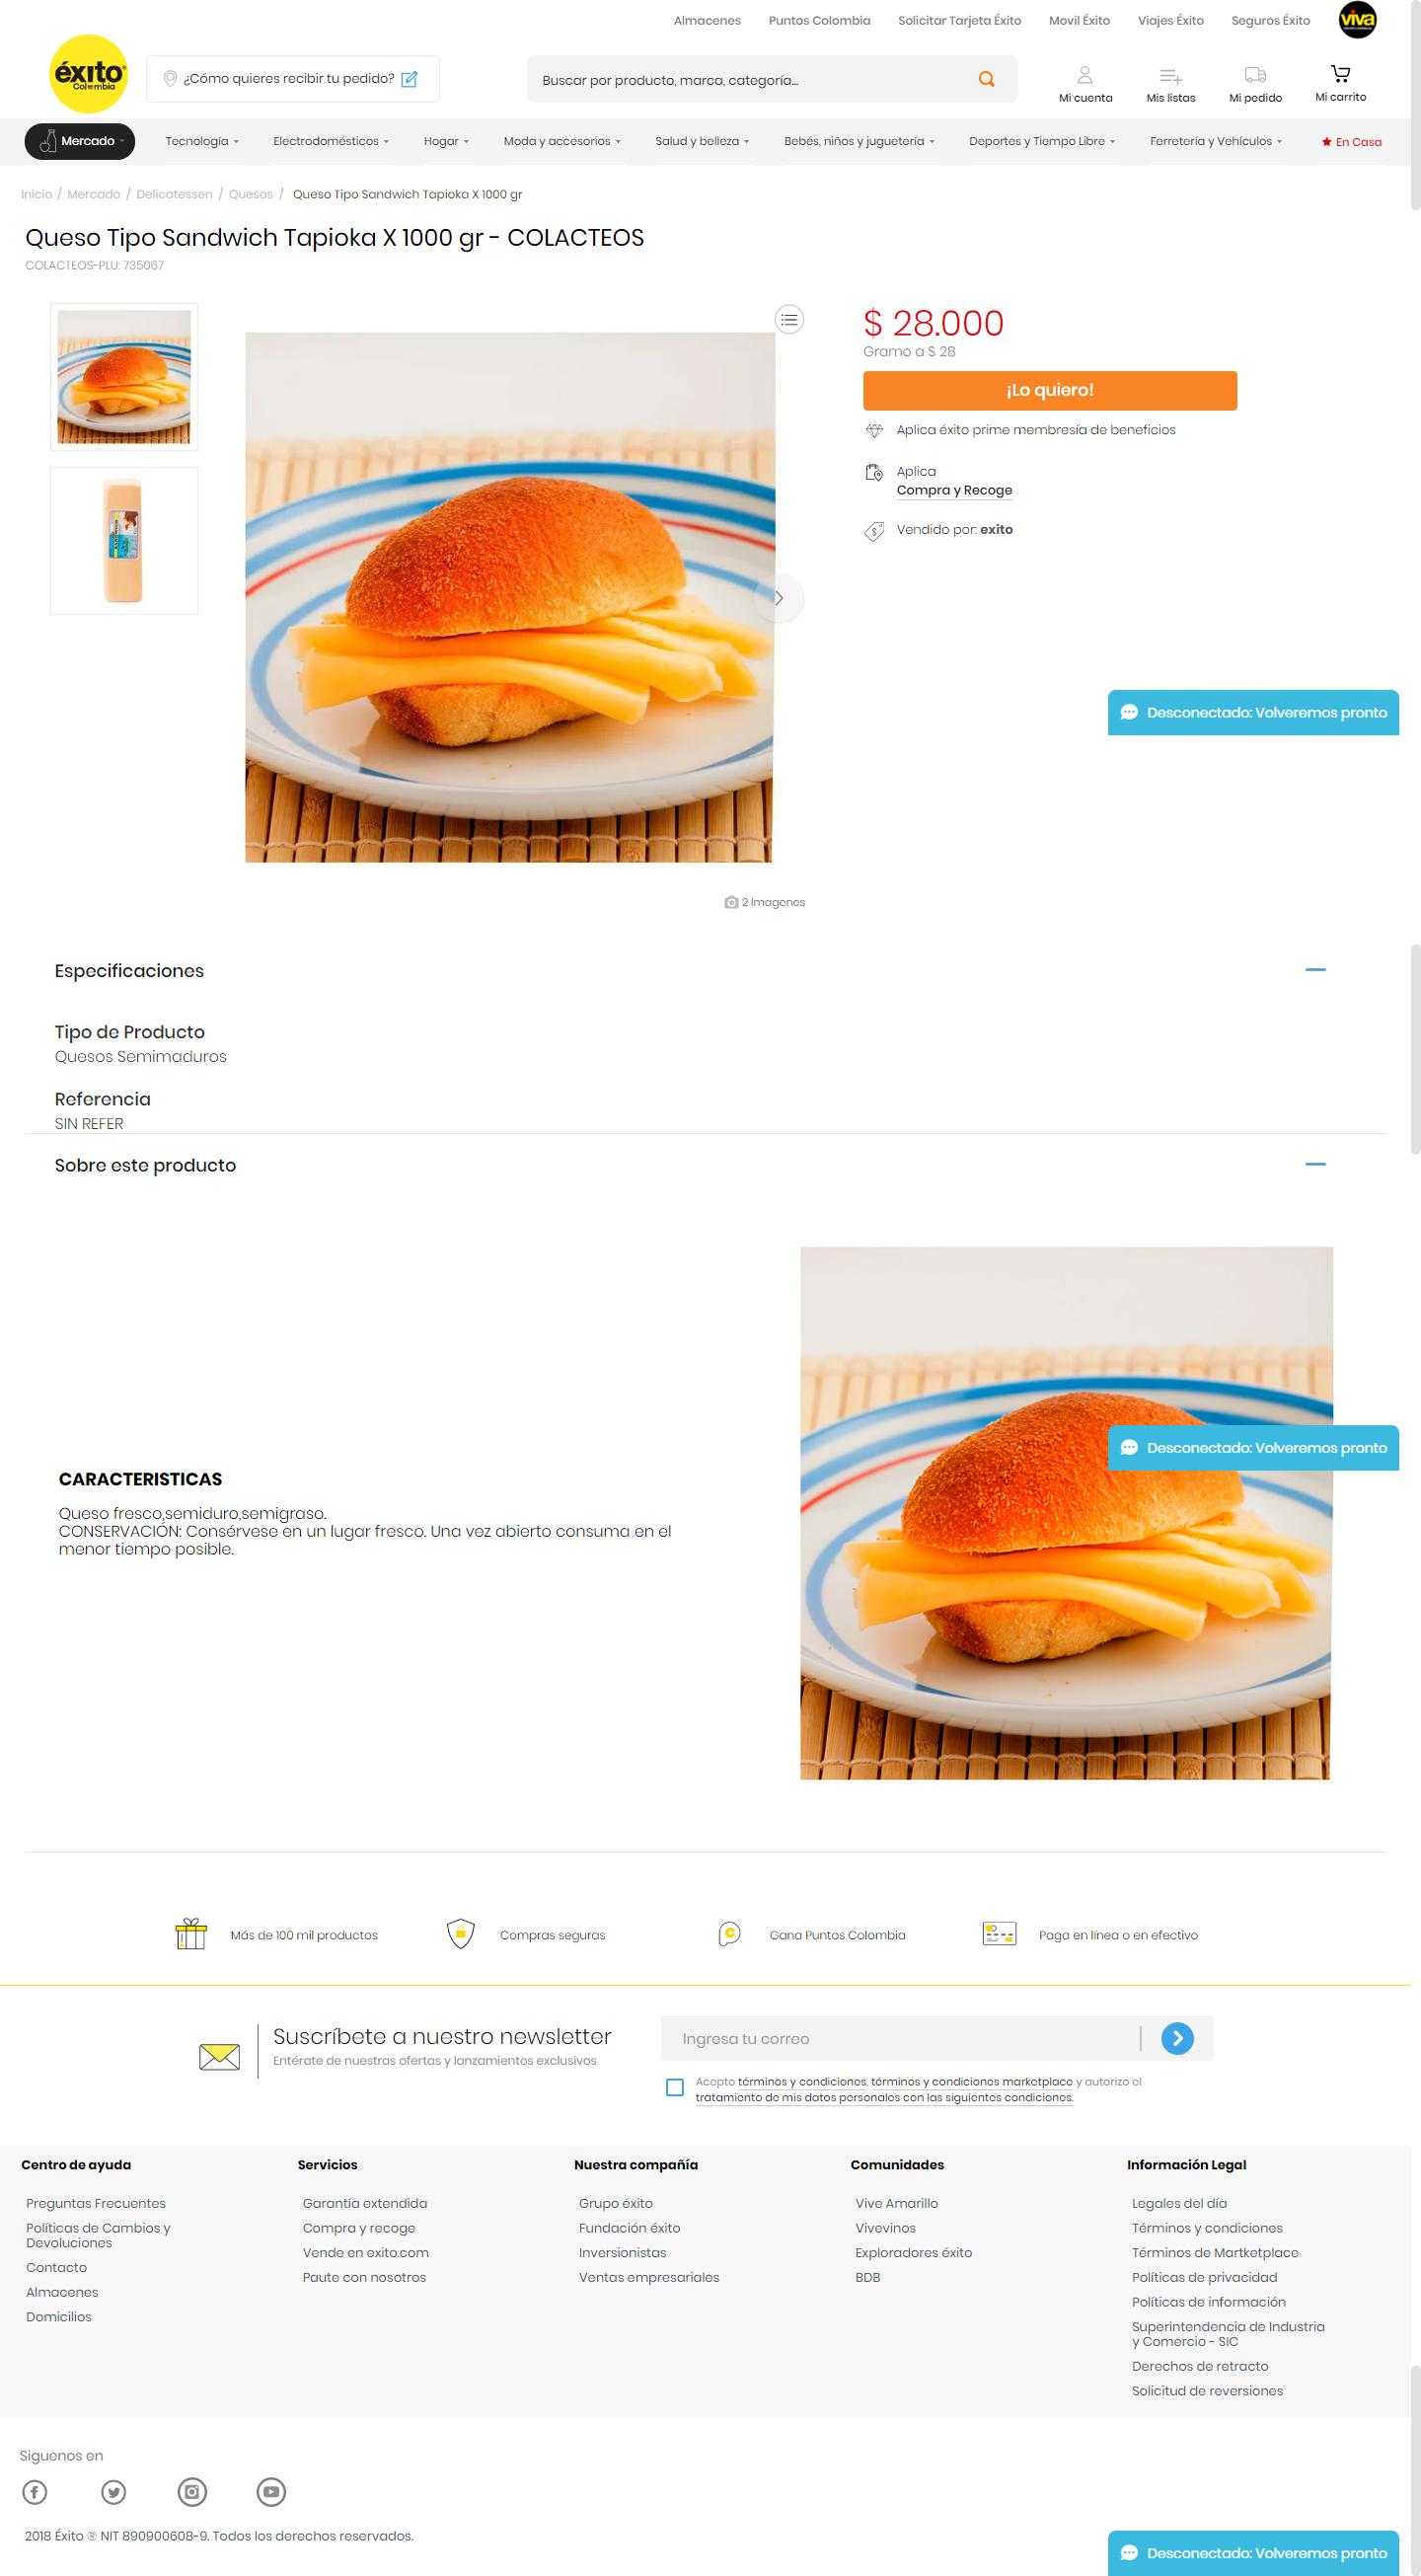 Almacenes Puntos Colombia Solicitar Tarjeta Éxito Movil Éxito Viajes Éxito Seguros Éxito viva
éxito
Colombia
¿Cómo quieres recibir tu pedido?
Buscar por producto, marca, categoría...
Mi cuenta Mis listas Mi pedido Mi carrito
Mercado Tecnología Electrodomésticos Hogar Moda y accesorios Salud y belleza Bebés, niños y juguetería Deportes y Tiempo Libre Ferretería y Vehículos En Casa
Inicio / Mercado / Delicatessen / Quesos / Queso Tipo Sandwich Tapioka X 1000 gr
Queso Tipo Sandwich Tapioka X 1000 gr - COLACTEOS
COLACTEOS-PLU: 735067
$ 28.000
Gramo a $ 28
¡Lo quiero!
Aplica éxito prime membresía de beneficios
Aplica
Compra y Recoge
Vendido por: exito
Desconectado: Volveremos pronto
2 Imagenes
Especificaciones
Tipo de Producto
Quesos Semimaduros
Referencia
SIN REFER
Sobre este producto
Desconectado: Volveremos pronto
CARACTERISTICAS
Queso fresco,semiduro,semigraso.
CONSERVACIÓN: Consérvese en un lugar fresco. Una vez abierto consuma en el
menor tiempo posible.
Más de 100 mil productos Compras seguras Gana Puntos Colombia Paga en línea o en efectivo
Suscríbete a nuestro newsletter
Entérate de nuestras ofertas y lanzamientos exclusivos
Ingresa tu correo
Acepto términos y condiciones, términos y condiciones marketplace y autorizo el
tratamiento de mis datos personales con las siguientes condiciones.
Centro de ayuda
Preguntas Frecuentes
Políticas de Cambios y
Devoluciones
Contacto
Almacenes
Domicilios
Servicios
Garantía extendida
Compra y recoge
Vende en exito.com
Paute con nosotros
Nuestra compañía
Grupo éxito
Fundación éxito
Inversionistas
Ventas empresariales
Comunidades
Vive Amarillo
Vivevinos
Exploradores éxito
BDB
Información Legal
Legales del día
Términos y condiciones
Términos de Martketplace
Políticas de privacidad
Políticas de información
Superintendencia de Industria
y Comercio - SIC
Derechos de retracto
Solicitud de reversiones
Siguenos en
2018 Éxito ® NIT 890900608-9. Todos los derechos reservados.
Desconectado: Volveremos pronto